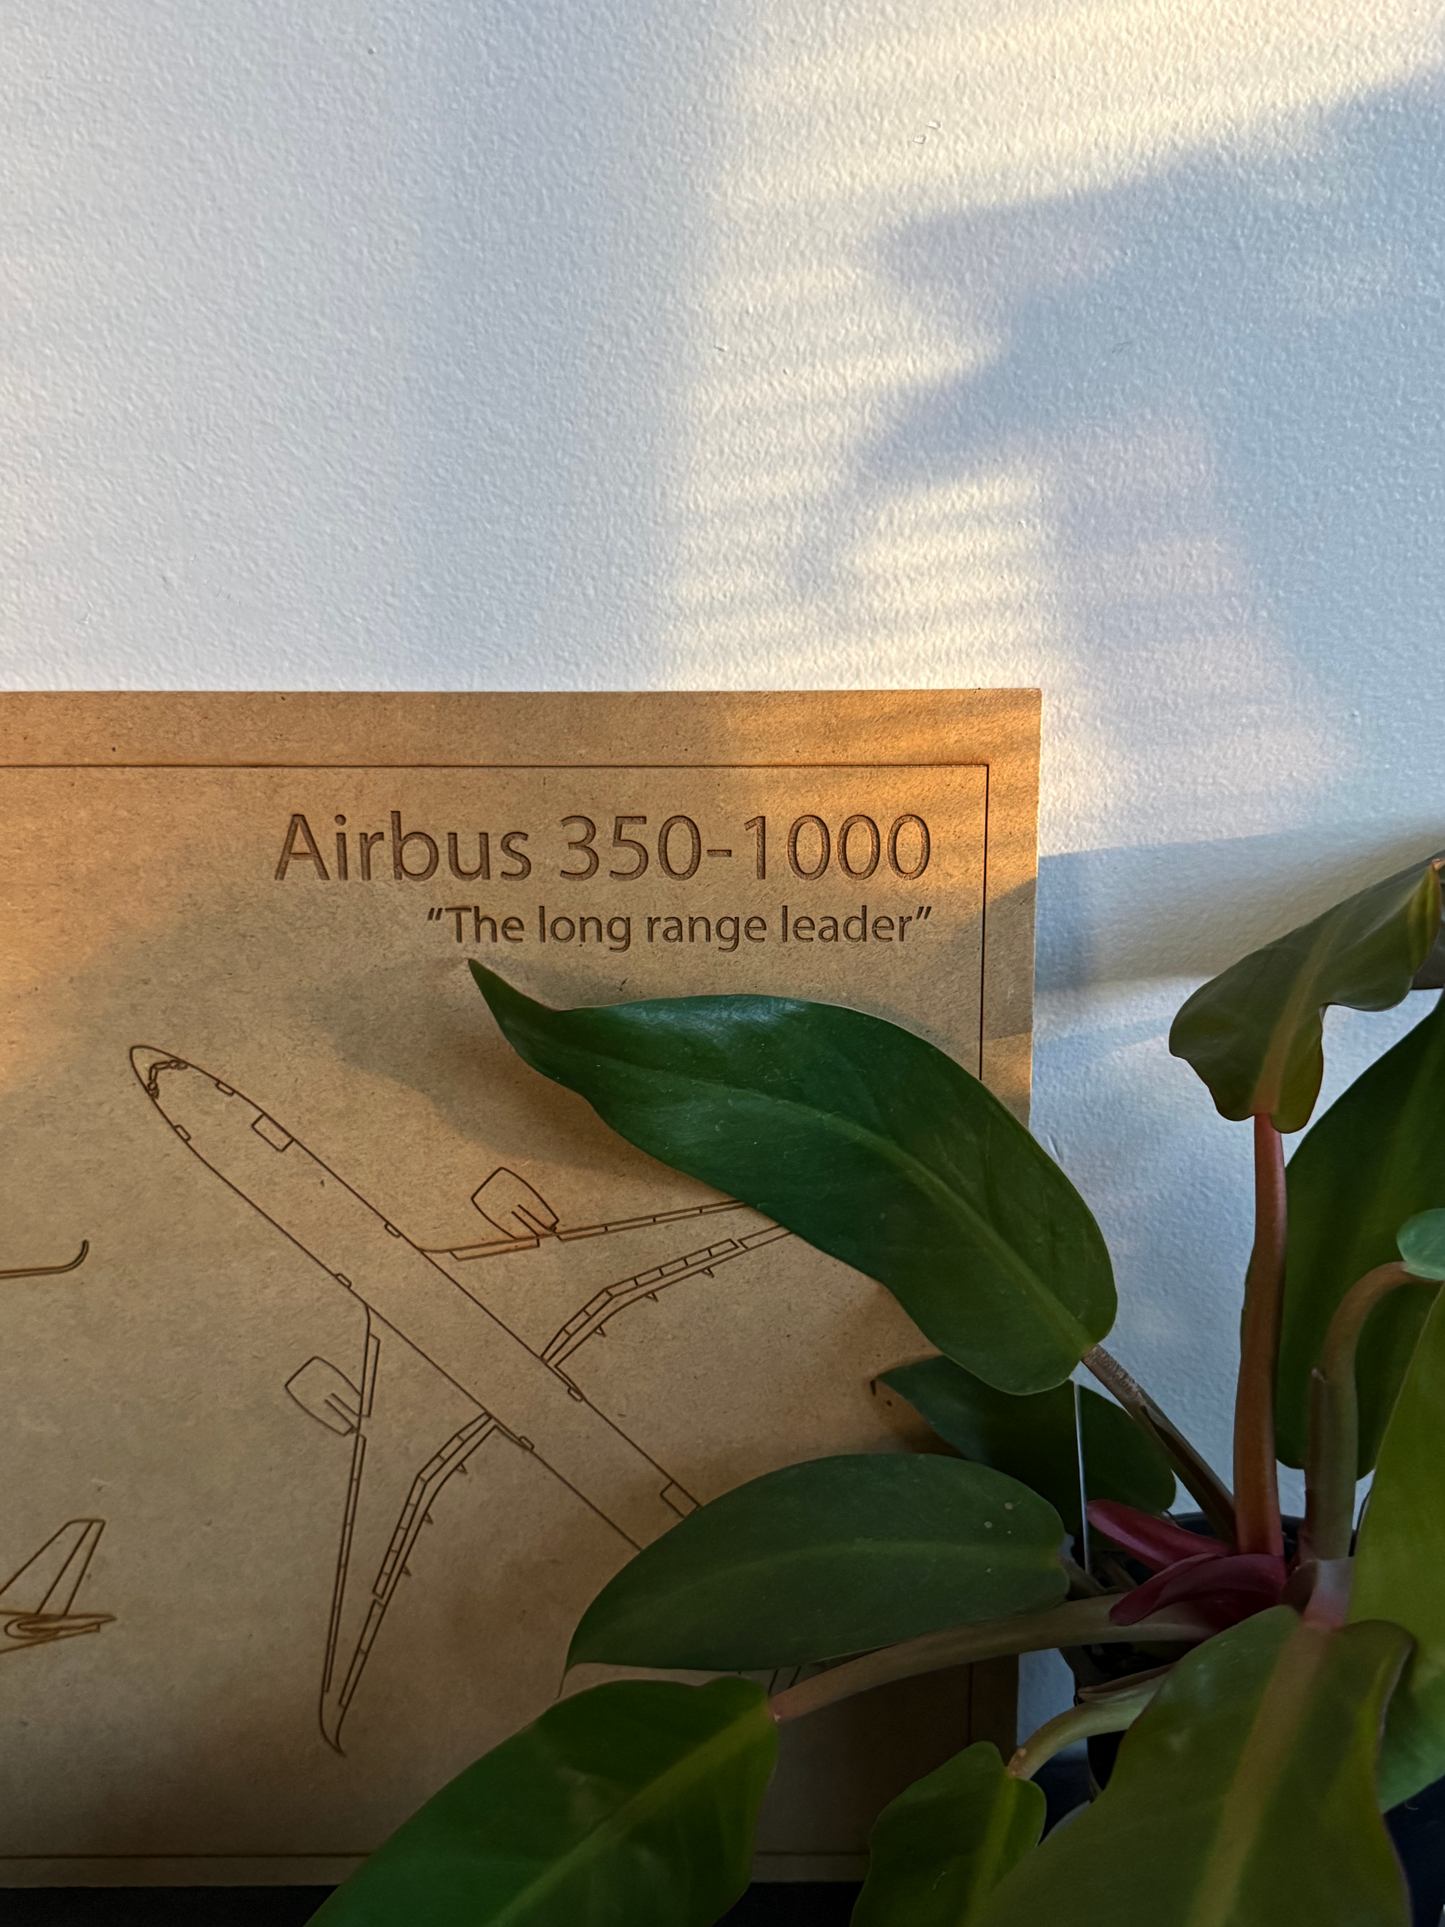 Airbus 350-1000
“The long range leader”